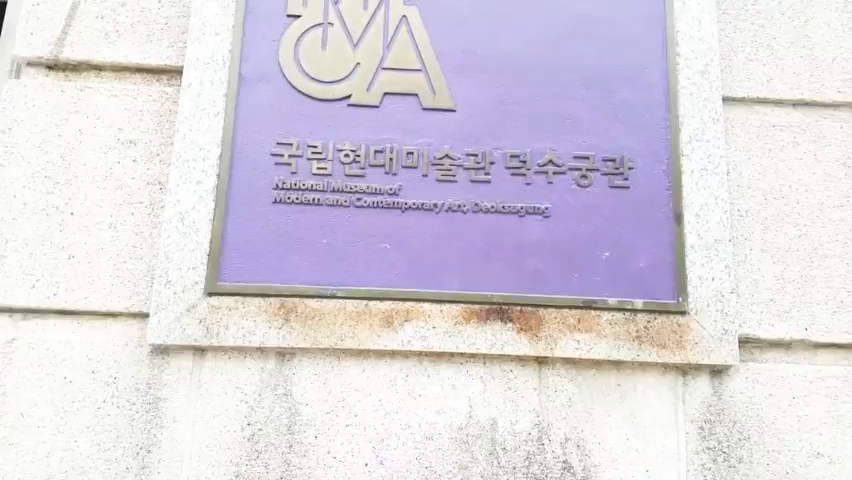 MMCA
국립현대미술관 덕수궁관
National Museum of
Modern and Contemporary Art, Deoksugung